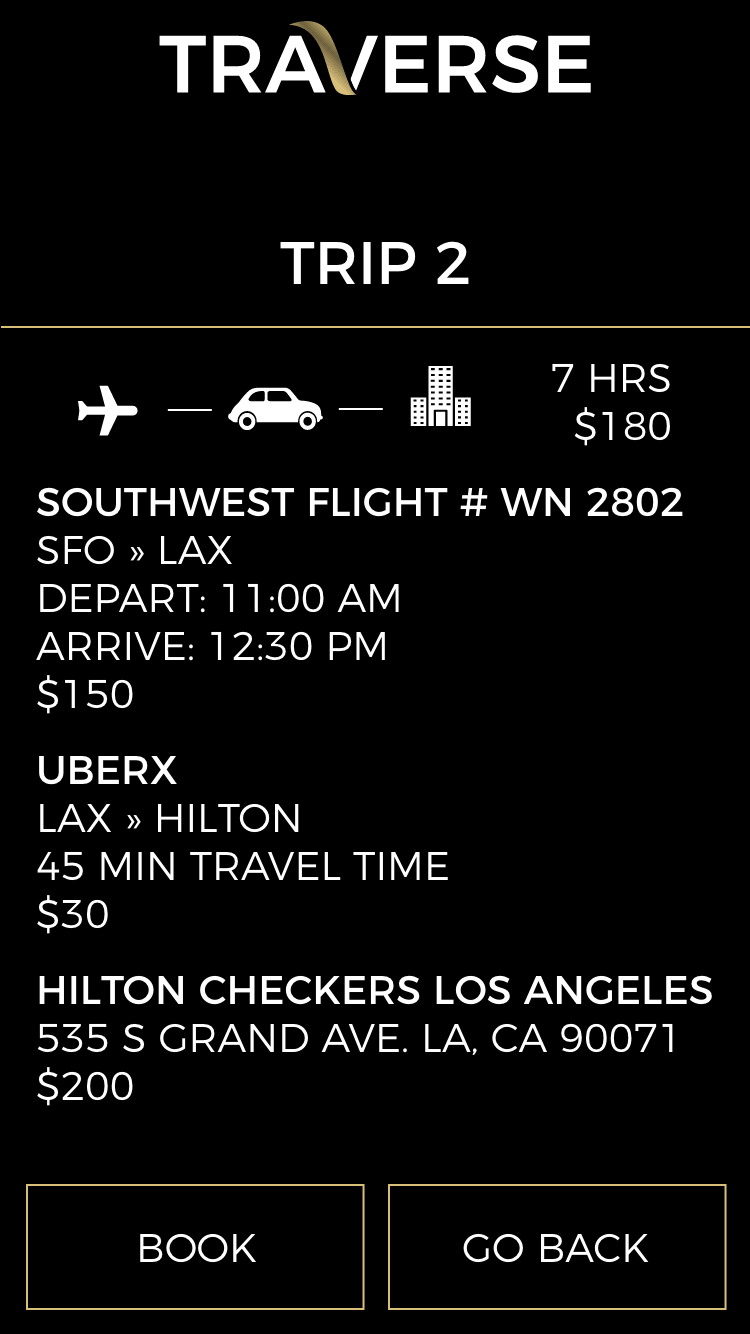 TRAVERSE
TRIP 2
7 HRS
$180
SOUTHWEST FLIGHT # WN 2802
SFO » LAX
DEPART: 11:00 AM
ARRIVE: 12:30 PM
$150
UBERX
LAX » HILTON
45 MIN TRAVEL TIME
$30
HILTON CHECKERS LOS ANGELES
535 S GRAND AVE. LA, CA 90071
$200
BOOK
GO BACK